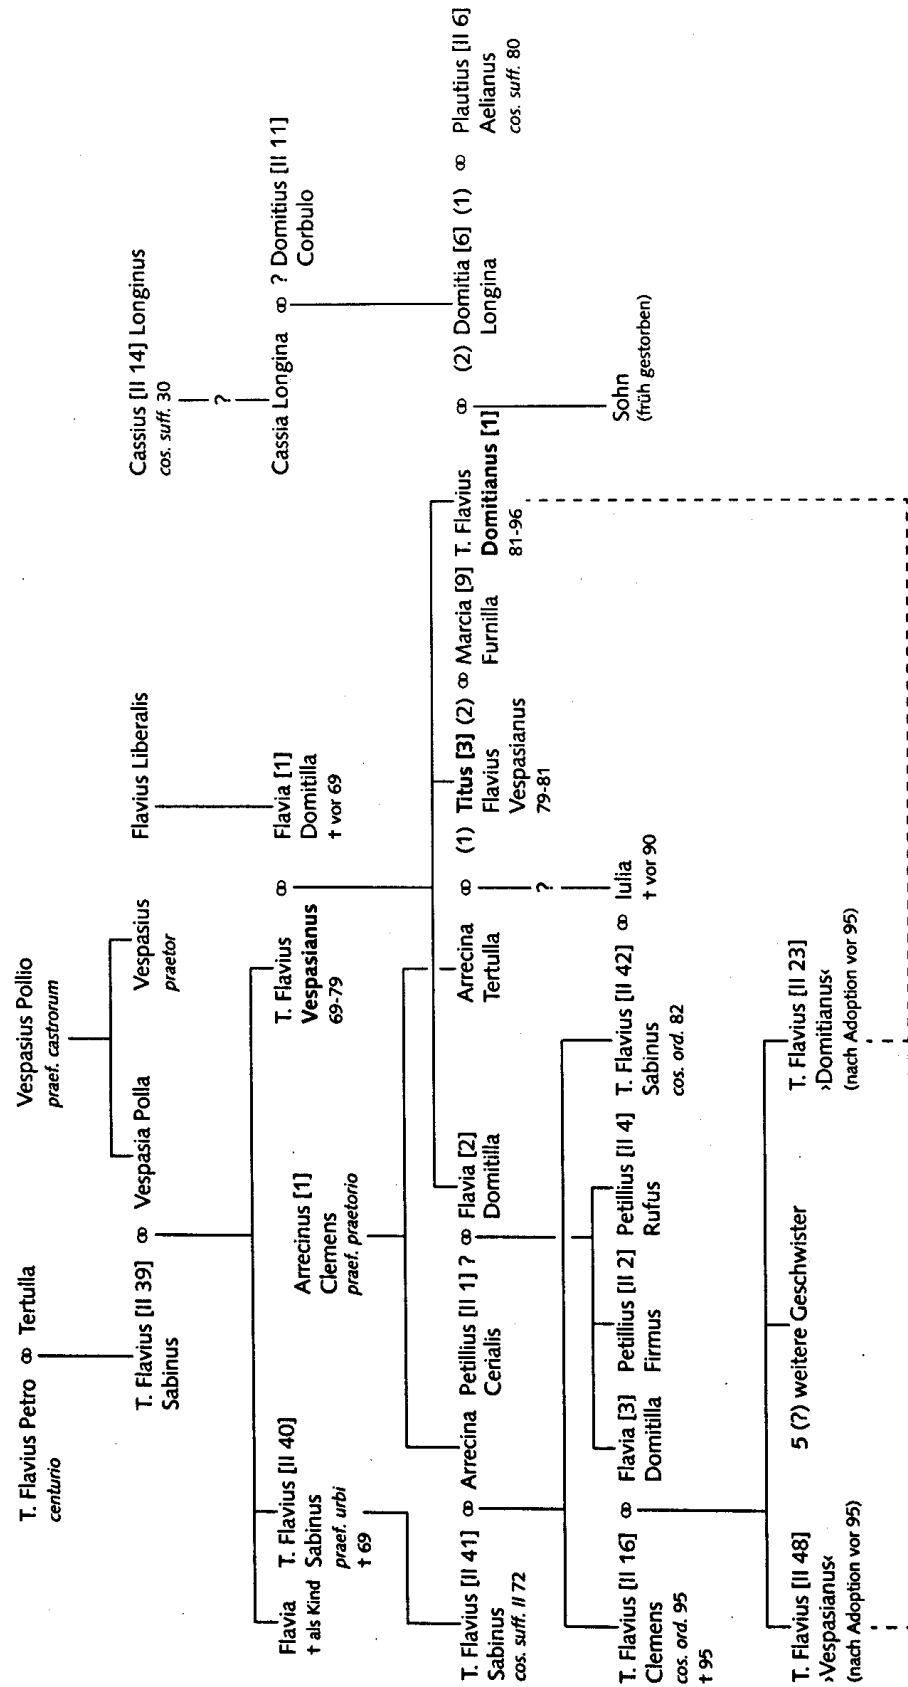 T. Flavius Petro ⚭ Tertulla
centurio
Vespasius Pollio
praef. castrorum
T. Flavius [II 39] ⚭ Vespasia Polla
Sabinus
Vespasius
praetor
Flavius Liberalis
Cassius [II 14] Longinus
cos. suff. 30
?
Flavia
† als Kind
T. Flavius [II 40]
Sabinus
praef. urbi
† 69
Arrecinus [1]
Clemens
praef. praetorio
T. Flavius
Vespasianus
69-79
⚭
Flavia [1]
Domitilla
† vor 69
Cassia Longina ⚭ ? Domitius [II 11]
Corbulo
T. Flavius [II 41] ⚭ Arrecina
Sabinus
cos. suff. II 72
Petillius [II 1] ? ⚭ Flavia [2]
Cerialis
Domitilla
Arrecina
Tertulla
⚭ (1) Titus [3] (2) ⚭ Marcia [9]
Flavius
Vespasianus
79-81
Furnilla
T. Flavius
Domitianus [1]
81-96
⚭ (2) Domitia [6] (1) ⚭ Plautius [II 6]
Longina
Aelianus
cos. suff. 80
?
T. Flavius [II 16] ⚭ Flavia [3]
Clemens
cos. ord. 95
† 95
Domitilla
Petillius [II 2]
Firmus
Petillius [II 4]
Rufus
T. Flavius [II 42] ⚭ Iulia
Sabinus
cos. ord. 82
† vor 90
Sohn
(früh gestorben)
T. Flavius [II 48]
›Vespasianus‹
(nach Adoption vor 95)
5 (?) weitere Geschwister
T. Flavius [II 23]
›Domitianus‹
(nach Adoption vor 95)